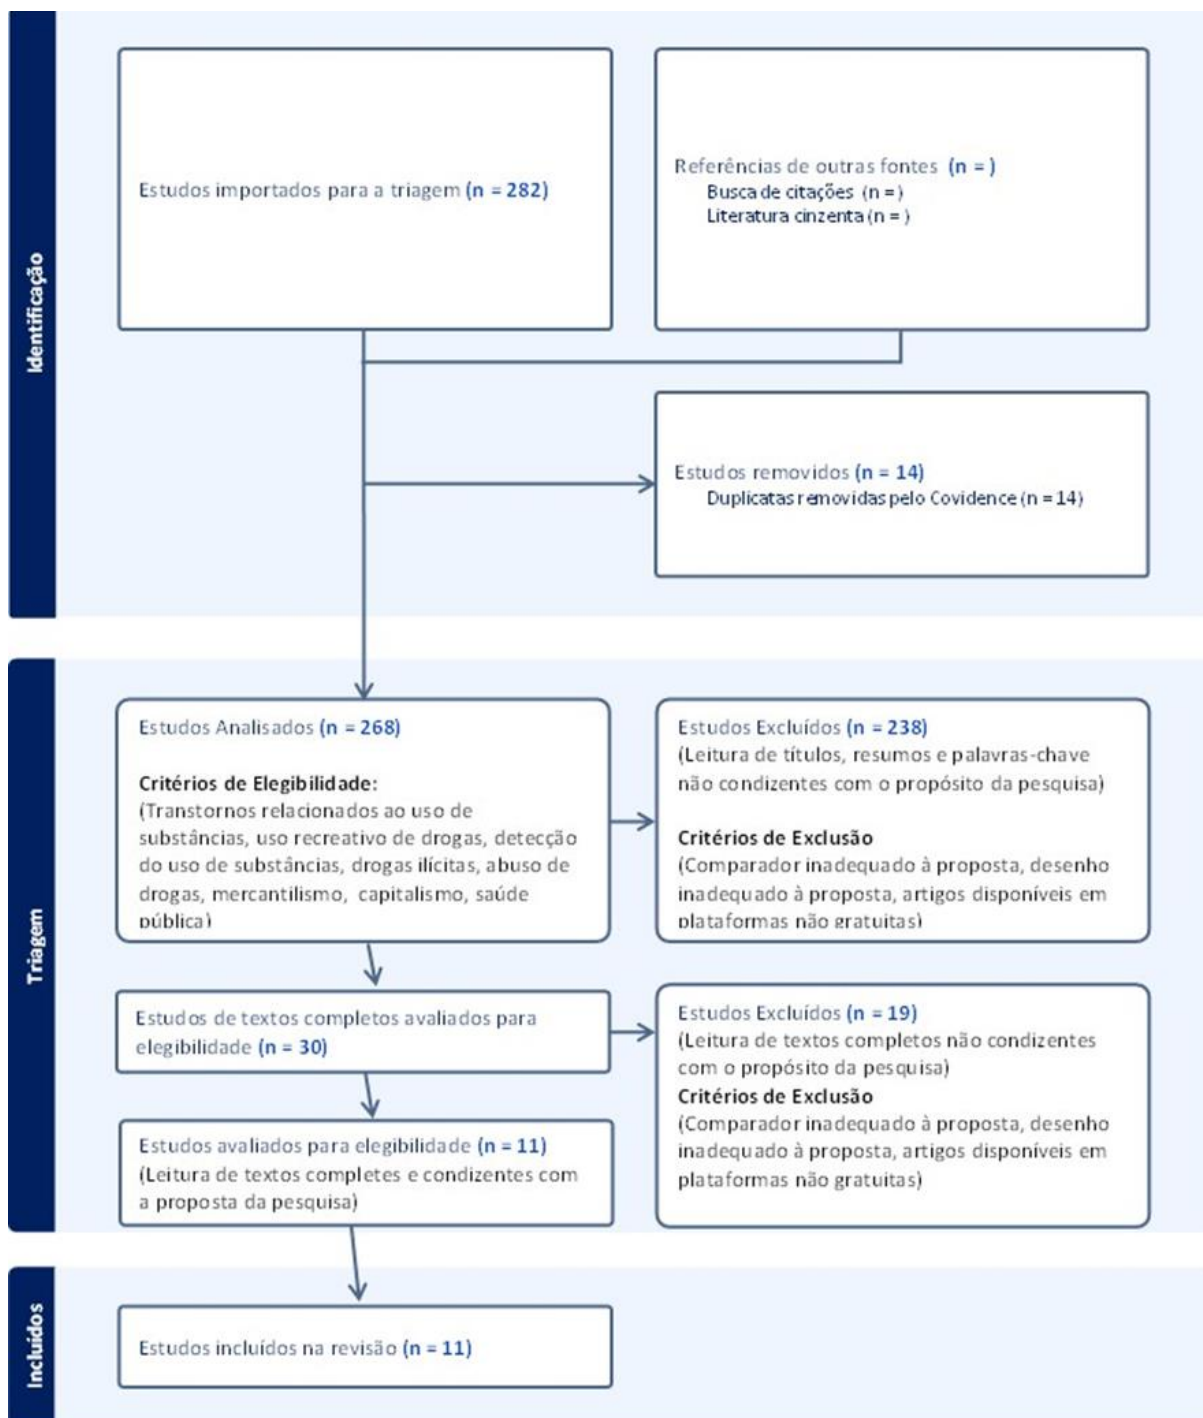 Identificação
Estudos importados para a triagem (n = 282)
Referências de outras fontes (n = )
Busca de citações (n = )
Literatura cinzenta (n = )
Estudos removidos (n = 14)
Duplicatas removidas pelo Covidence (n = 14)
Triagem
Estudos Analisados (n = 268)
Critérios de Elegibilidade:
(Transtornos relacionados ao uso de
substâncias, uso recreativo de drogas, detecção
do uso de substâncias, drogas ilícitas, abuso de
drogas, mercantilismo, capitalismo, saúde
pública)
Estudos Excluídos (n = 238)
(Leitura de títulos, resumos e palavras-chave
não condizentes com o propósito da pesquisa)
Critérios de Exclusão
(Comparador inadequado à proposta, desenho
inadequado à proposta, artigos disponíveis em
plataformas não gratuitas)
Estudos de textos completos avaliados para
elegibilidade (n = 30)
Estudos Excluídos (n = 19)
(Leitura de textos completos não condizentes
com o propósito da pesquisa)
Critérios de Exclusão
(Comparador inadequado à proposta, desenho
inadequado à proposta, artigos disponíveis em
plataformas não gratuitas)
Estudos avaliados para elegibilidade (n = 11)
(Leitura de textos completes e condizentes com
a proposta da pesquisa)
Incluídos
Estudos incluídos na revisão (n = 11)